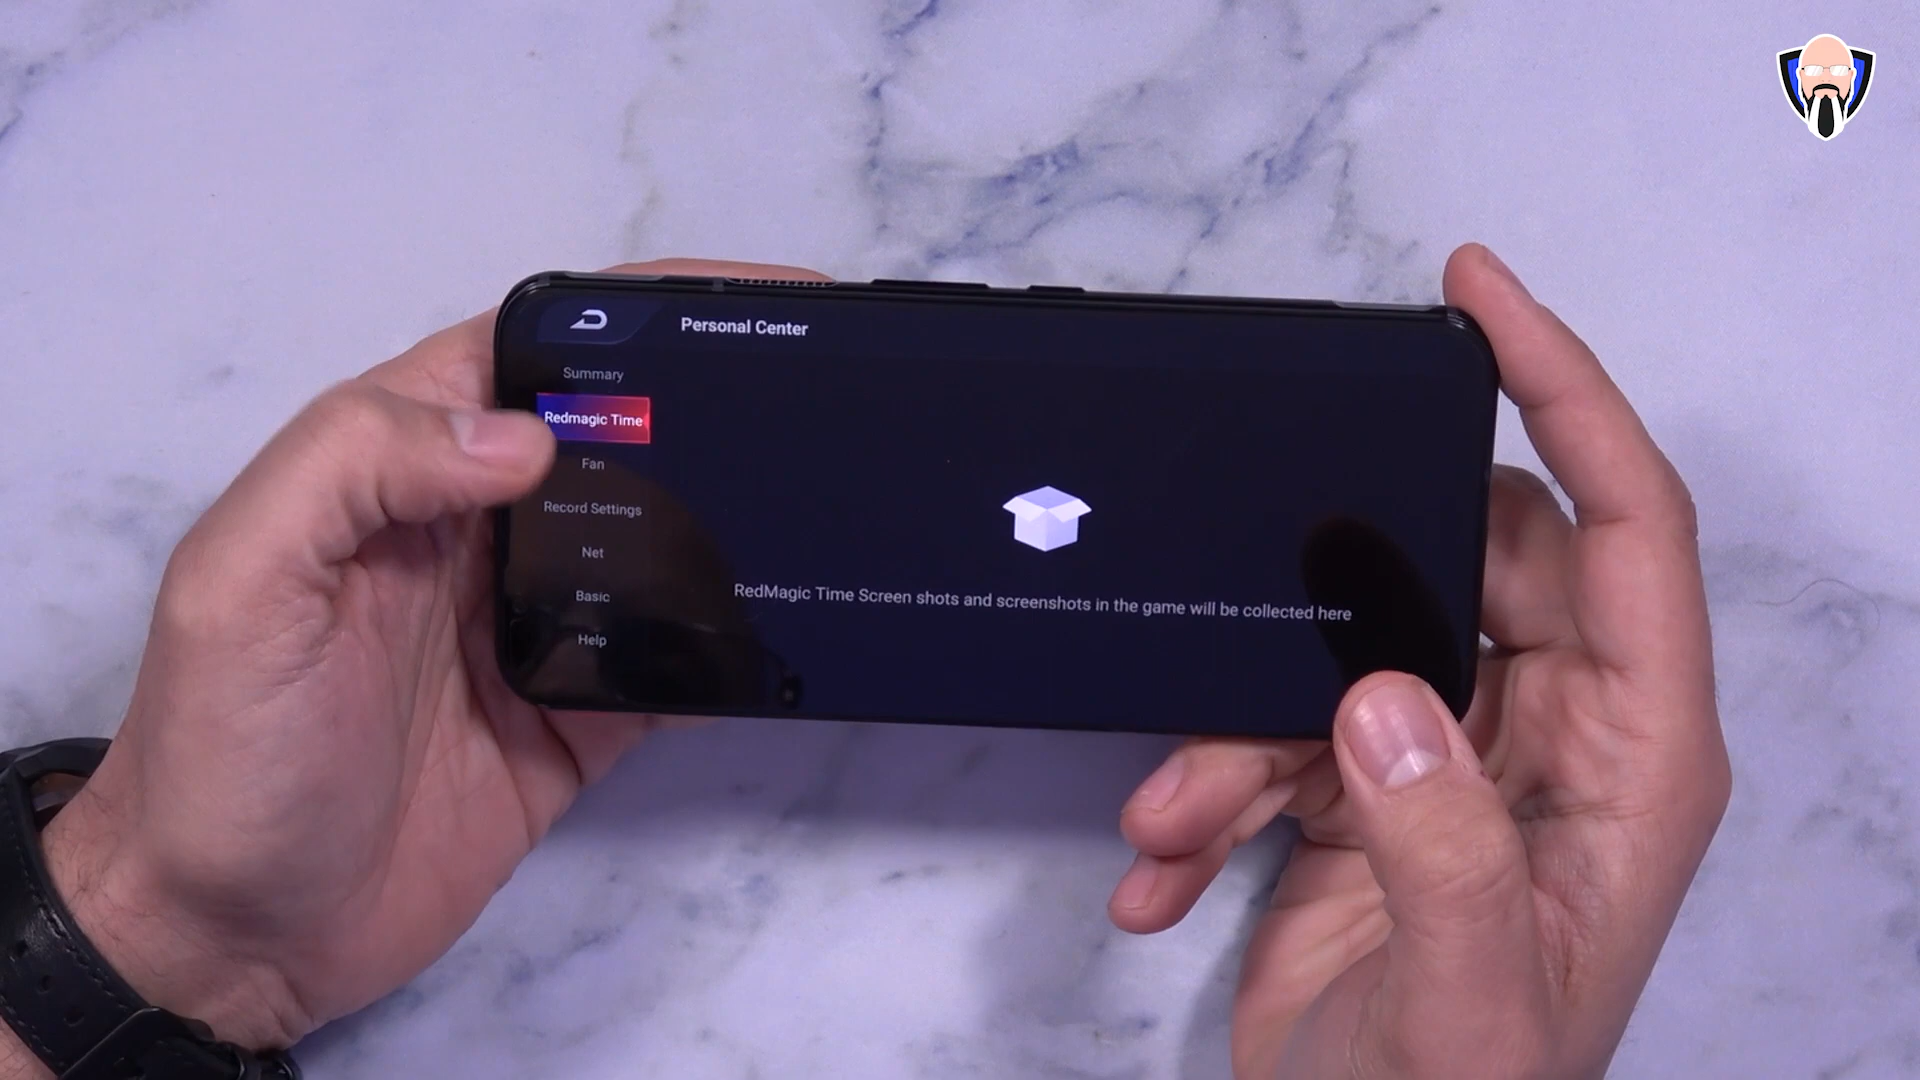 Personal Center
Summary
Redmagic Time
Fan
Record Settings
Net
Basic
Help
RedMagic Time Screen shots and screenshots in the game will be collected here